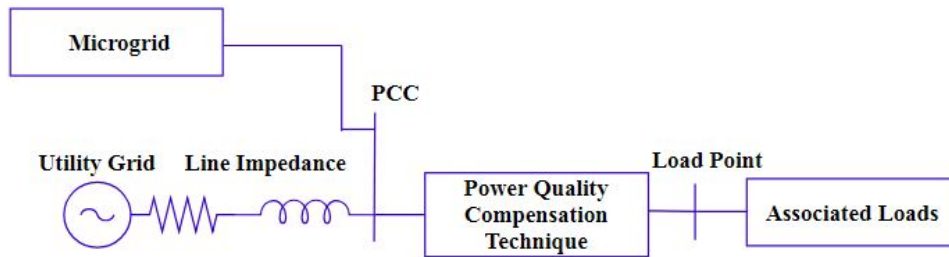 Microgrid
PCC
Utility Grid
Line Impedance
Load Point
Power Quality
Compensation
Technique
Associated Loads